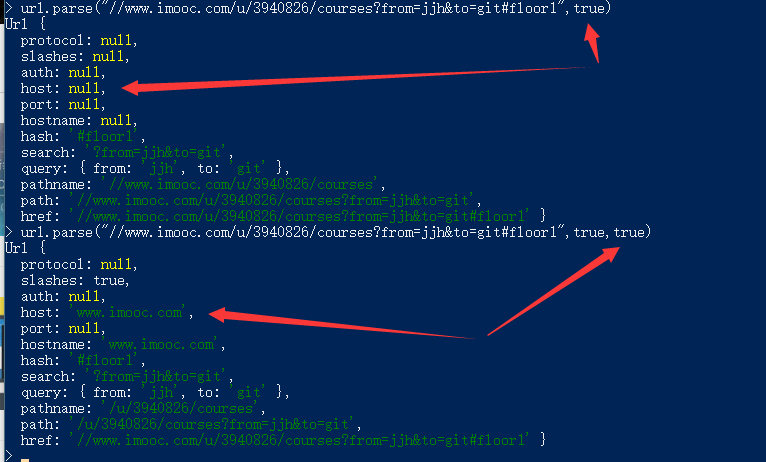 > url.parse("//www.imooc.com/u/3940826/courses?from=jjh&to=git#floor1",true)
Url {
  protocol: null,
  slashes: null,
  auth: null,
  host: null,
  port: null,
  hostname: null,
  hash: '#floor1',
  search: '?from=jjh&to=git',
  query: { from: 'jjh', to: 'git' },
  pathname: '//www.imooc.com/u/3940826/courses',
  path: '//www.imooc.com/u/3940826/courses?from=jjh&to=git',
  href: '//www.imooc.com/u/3940826/courses?from=jjh&to=git#floor1' }
> url.parse("//www.imooc.com/u/3940826/courses?from=jjh&to=git#floor1",true,true)
Url {
  protocol: null,
  slashes: true,
  auth: null,
  host: 'www.imooc.com',
  port: null,
  hostname: 'www.imooc.com',
  hash: '#floor1',
  search: '?from=jjh&to=git',
  query: { from: 'jjh', to: 'git' },
  pathname: '/u/3940826/courses',
  path: '/u/3940826/courses?from=jjh&to=git',
  href: '//www.imooc.com/u/3940826/courses?from=jjh&to=git#floor1' }
>